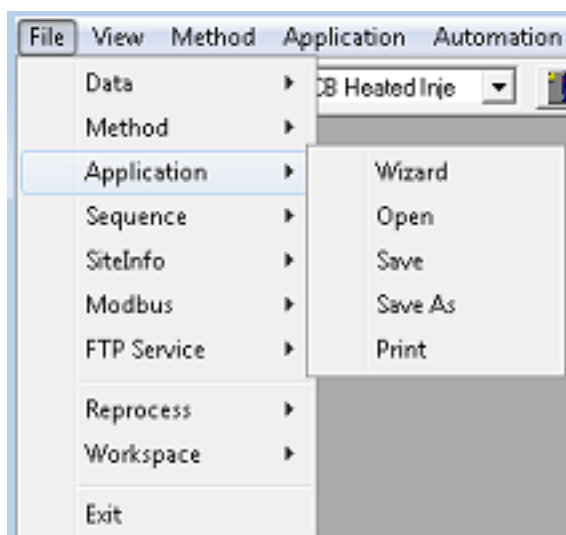 File View Method Application Automation
Data
CB Heated Inje
Method
Application
Wizard
Sequence
Open
SiteInfo
Save
Modbus
Save As
FTP Service
Print
Reprocess
Workspace
Exit